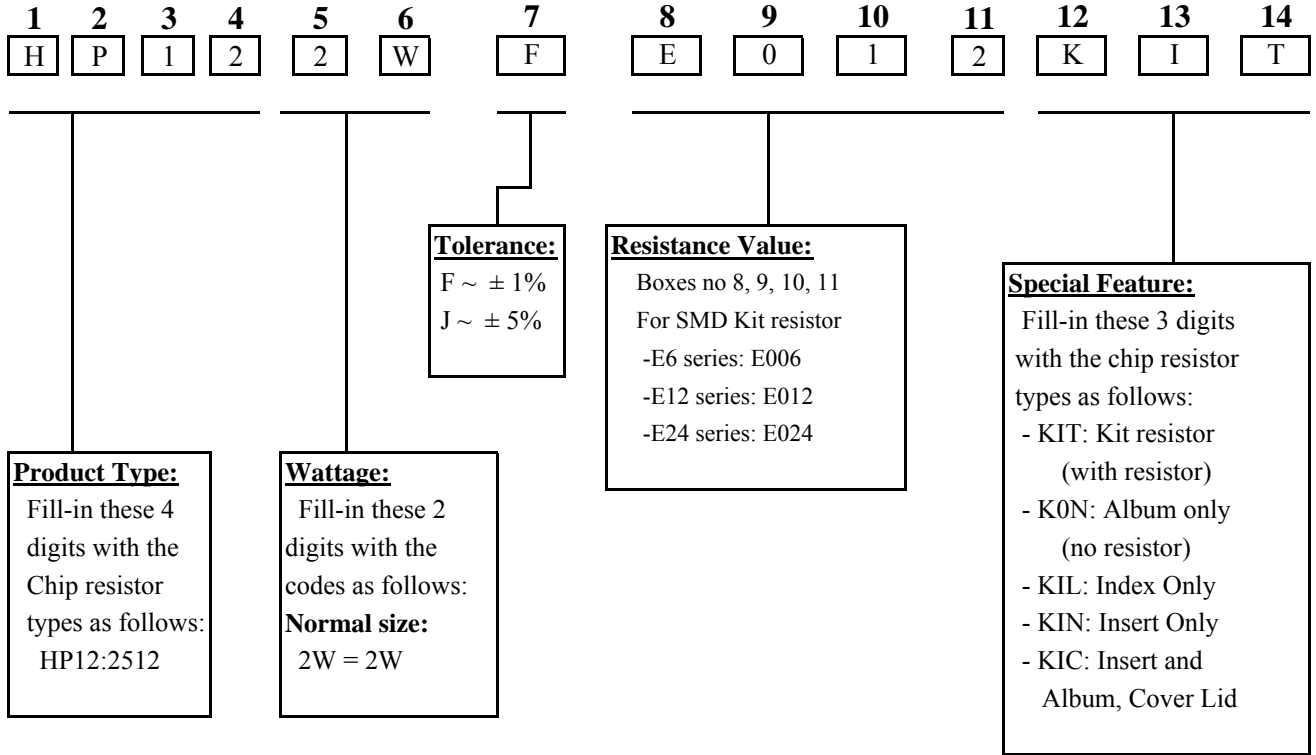 1 2 3 4 5 6 7 8 9 10 11 12 13 14
H P 1 2 2 W F E 0 1 2 K I T
Tolerance:
F ~ ± 1%
J ~ ± 5%
Resistance Value:
Boxes no 8, 9, 10, 11
For SMD Kit resistor
-E6 series: E006
-E12 series: E012
-E24 series: E024
Special Feature:
Fill-in these 3 digits
with the chip resistor
types as follows:
- KIT: Kit resistor
(with resistor)
- K0N: Album only
(no resistor)
- KIL: Index Only
- KIN: Insert Only
- KIC: Insert and
Album, Cover Lid
Product Type:
Fill-in these 4
digits with the
Chip resistor
types as follows:
HP12:2512
Wattage:
Fill-in these 2
digits with the
codes as follows:
Normal size:
2W = 2W